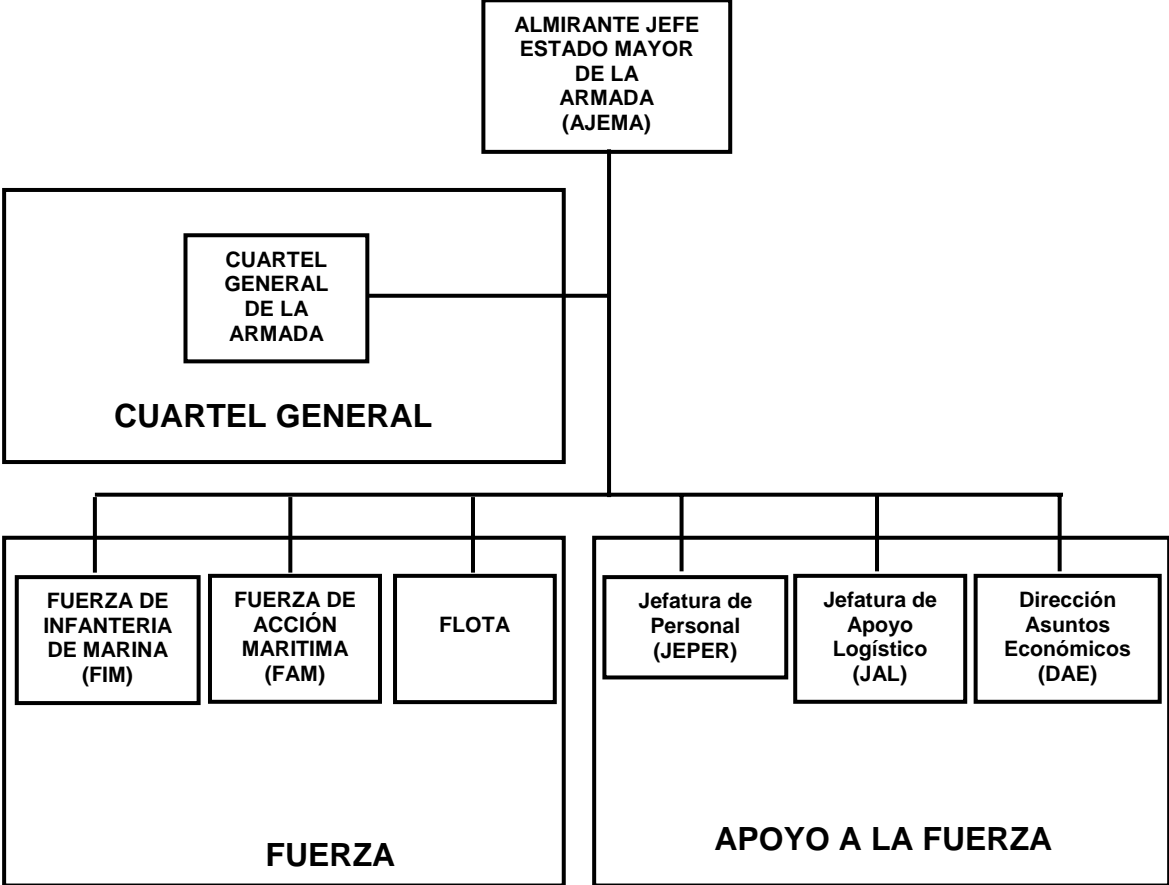 ALMIRANTE JEFE
ESTADO MAYOR
DE LA
ARMADA
(AJEMA)
CUARTEL
GENERAL
DE LA
ARMADA
CUARTEL GENERAL
FUERZA DE
INFANTERIA
DE MARINA
(FIM)
FUERZA DE
ACCIÓN
MARITIMA
(FAM)
FLOTA
FUERZA
Jefatura de
Personal
(JEPER)
Jefatura de
Apoyo
Logístico
(JAL)
Dirección
Asuntos
Económicos
(DAE)
APOYO A LA FUERZA